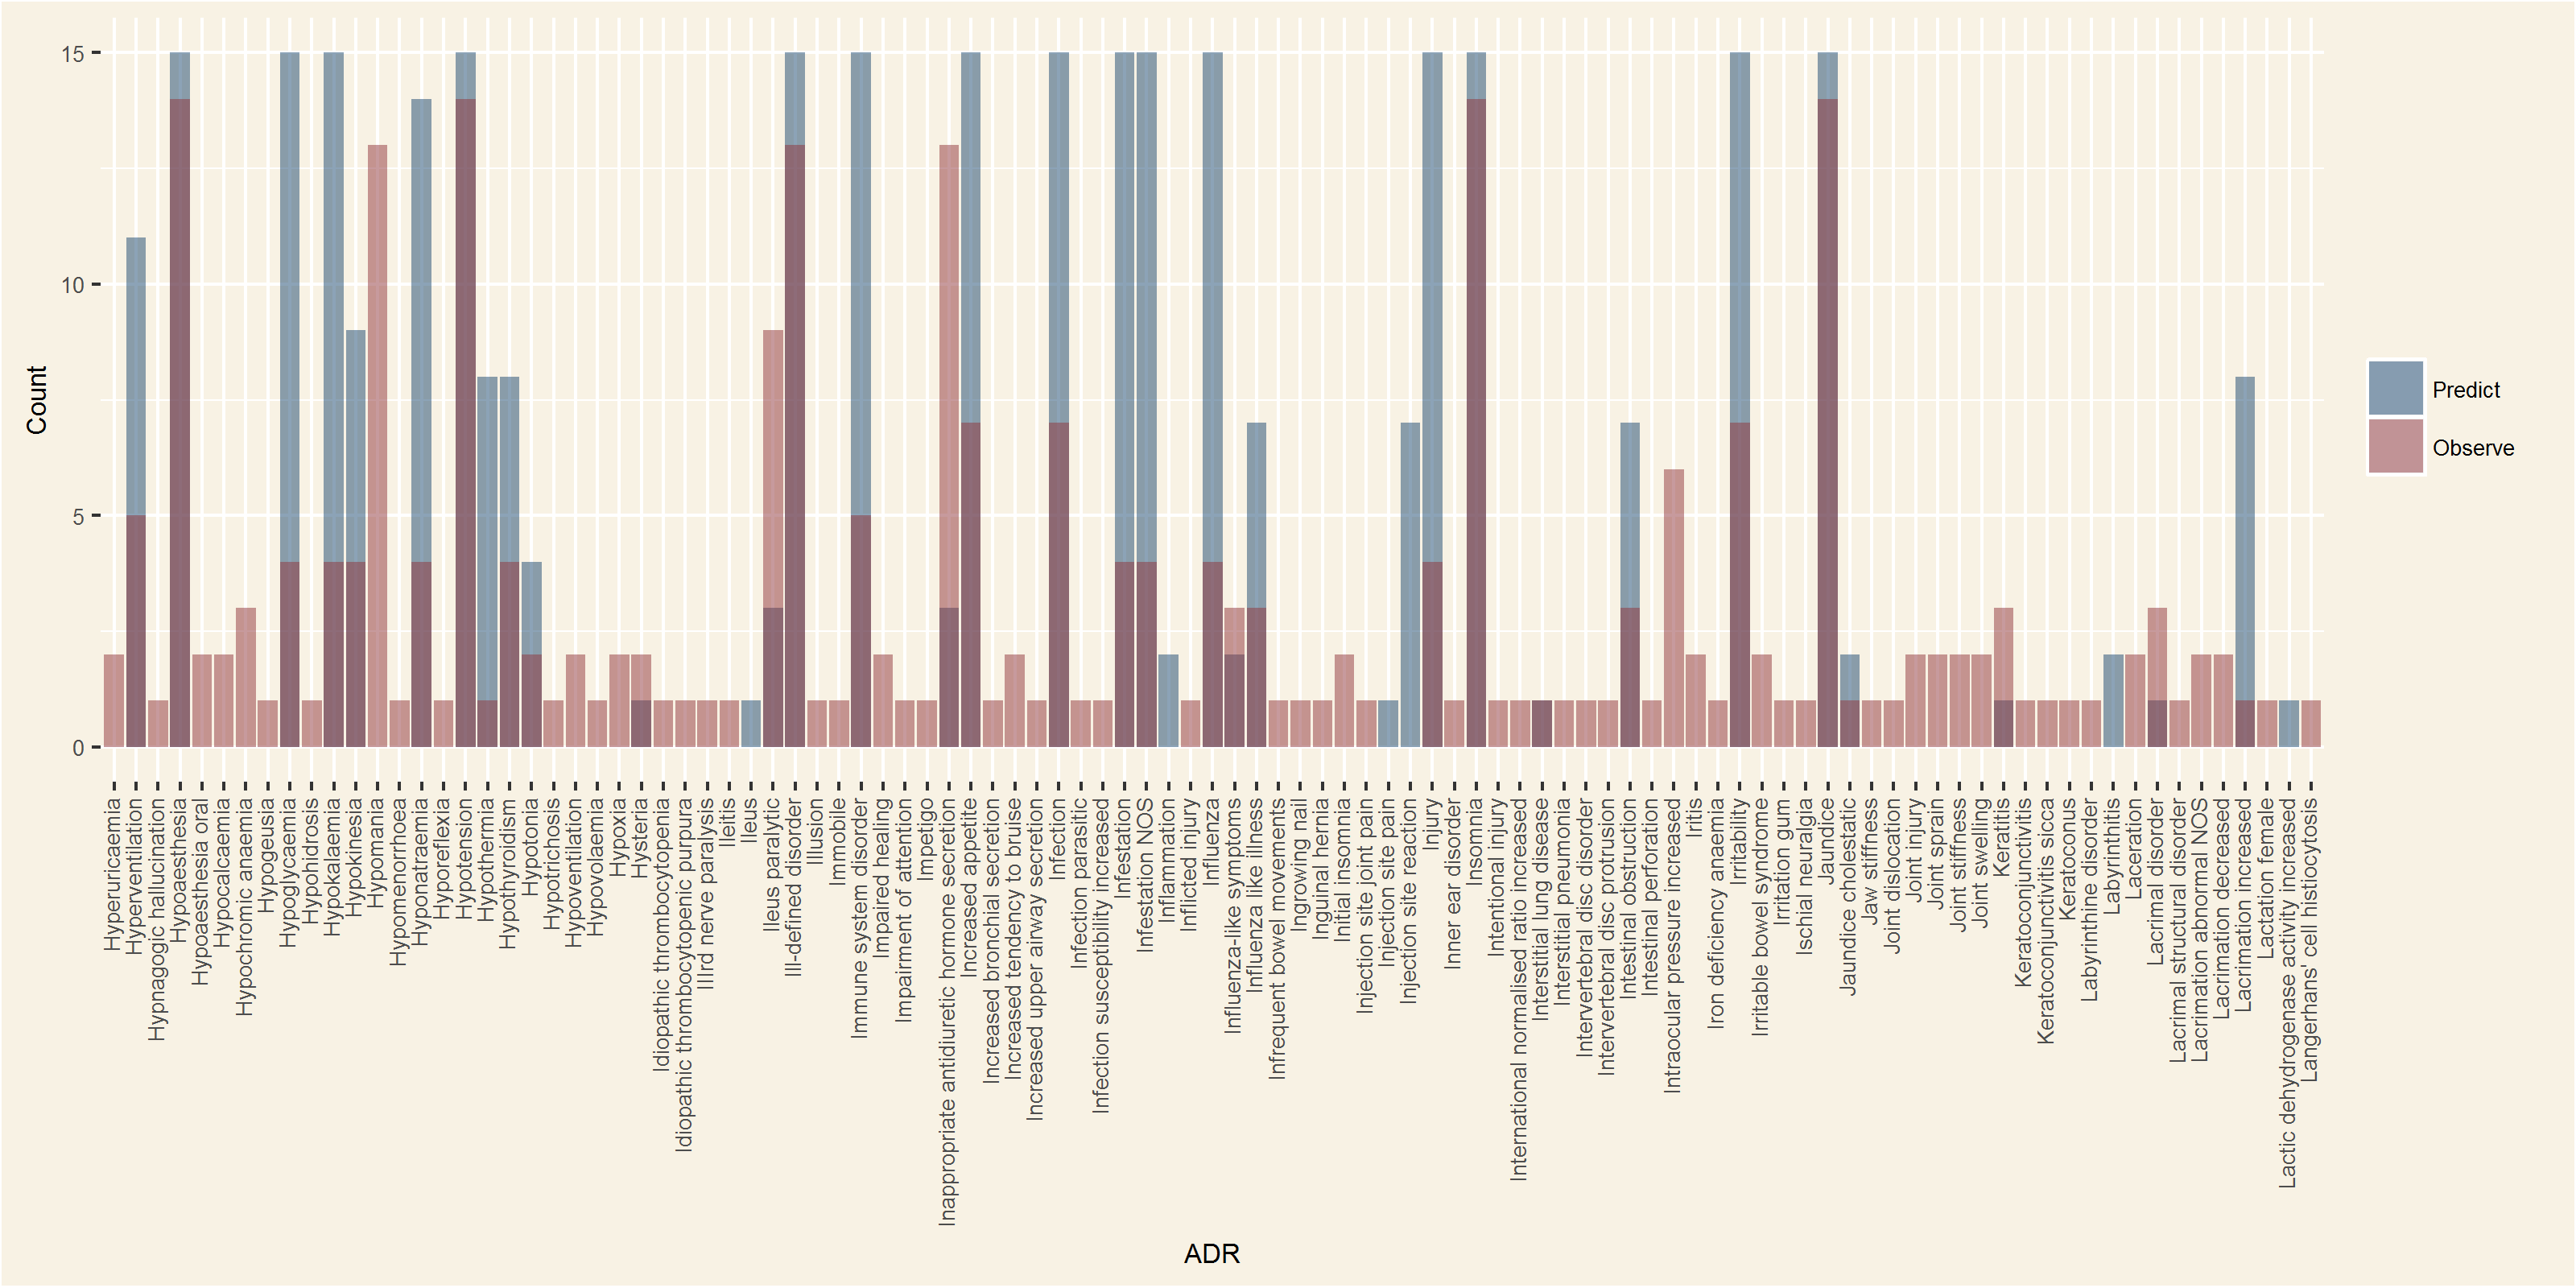 15
10
5
0
Count
Hyperuricaemia
Hyperventilation
Hypnagogic hallucination
Hypoaesthesia
Hypoaesthesia oral
Hypocalcaemia
Hypochromic anaemia
Hypogeusia
Hypoglycaemia
Hypohidrosis
Hypokalaemia
Hypokinesia
Hypomania
Hypomenorrhoea
Hyponatraemia
Hyporeflexia
Hypotension
Hypothermia
Hypothyroidism
Hypotonia
Hypotrichosis
Hypoventilation
Hypovolaemia
Hypoxia
Hysteria
Idiopathic thrombocytopenia
Idiopathic thrombocytopenic purpura
IIIrd nerve paralysis
Ileitis
Ileus
Ileus paralytic
Ill-defined disorder
Illusion
Immobile
Immune system disorder
Impaired healing
Impairment of attention
Impetigo
Inappropriate antidiuretic hormone secretion
Increased appetite
Increased bronchial secretion
Increased tendency to bruise
Increased upper airway secretion
Infection
Infection parasitic
Infection susceptibility increased
Infestation
Infestation NOS
Inflammation
Inflicted injury
Influenza
Influenza-like symptoms
Influenza like illness
Infrequent bowel movements
Ingrowing nail
Inguinal hernia
Initial insomnia
Injection site joint pain
Injection site pain
Injection site reaction
Injury
Inner ear disorder
Insomnia
Intentional injury
International normalised ratio increased
Interstitial lung disease
Interstitial pneumonia
Intervertebral disc disorder
Intervertebral disc protrusion
Intestinal obstruction
Intestinal perforation
Intraocular pressure increased
Iritis
Iron deficiency anaemia
Irritability
Irritable bowel syndrome
Irritation gum
Ischial neuralgia
Jaundice
Jaundice cholestatic
Jaw stiffness
Joint dislocation
Joint injury
Joint sprain
Joint stiffness
Joint swelling
Keratitis
Keratoconjunctivitis
Keratoconjunctivitis sicca
Keratoconus
Labyrinthine disorder
Labyrinthitis
Laceration
Lacrimal disorder
Lacrimal structural disorder
Lacrimation abnormal NOS
Lacrimation decreased
Lacrimation increased
Lactation female
Lactic dehydrogenase activity increased
Langerhans' cell histiocytosis
ADR
Predict
Observe